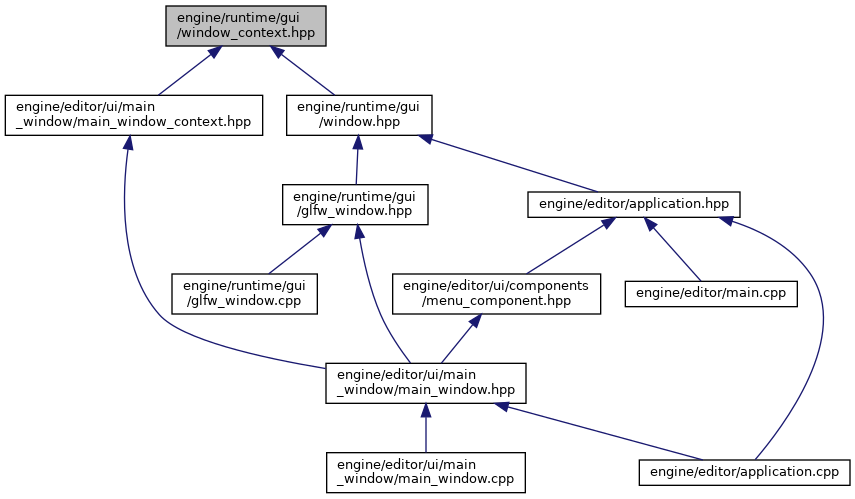 engine/runtime/gui
/window_context.hpp
engine/editor/ui/main
_window/main_window_context.hpp
engine/runtime/gui
/window.hpp
engine/runtime/gui
/glfw_window.hpp
engine/editor/application.hpp
engine/runtime/gui
/glfw_window.cpp
engine/editor/ui/components
/menu_component.hpp
engine/editor/main.cpp
engine/editor/ui/main
_window/main_window.hpp
engine/editor/ui/main
_window/main_window.cpp
engine/editor/application.cpp